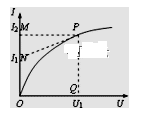 I
I₂ M P
I₁ N
Q
O U₁ U